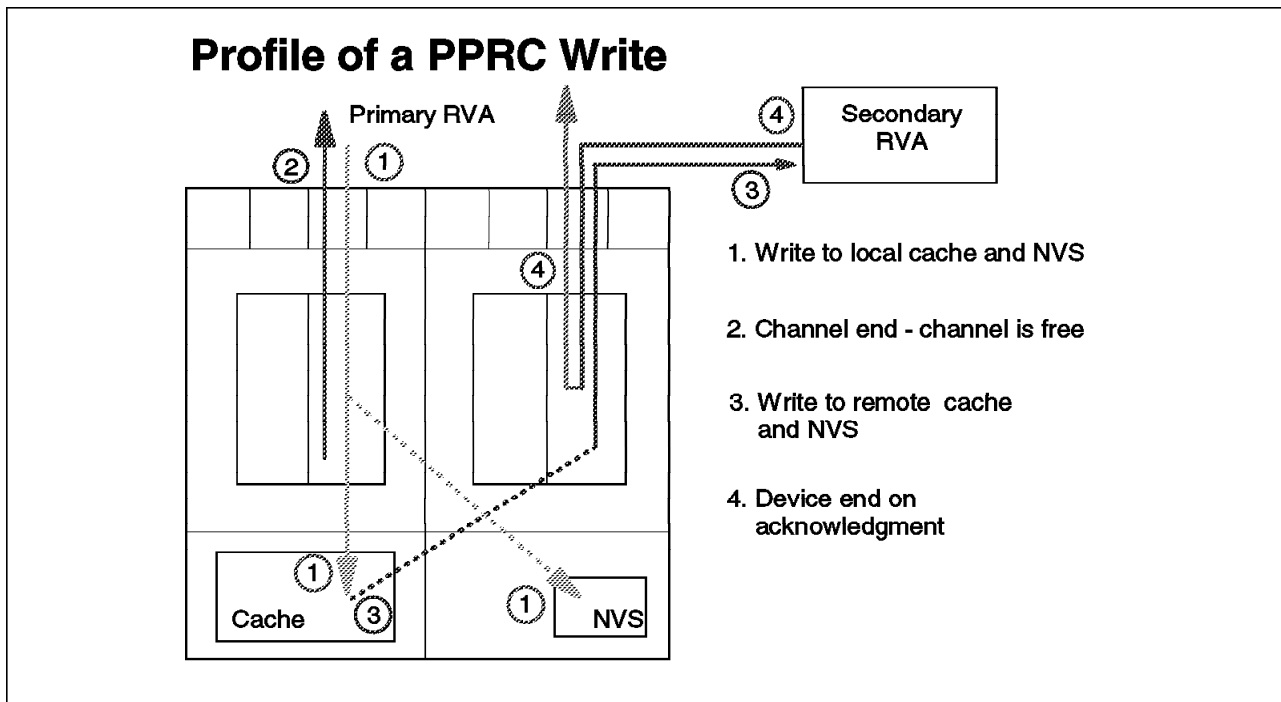 Profile of a PPRC Write
Primary RVA
2
1
4
Secondary
RVA
3
4
1. Write to local cache and NVS
2. Channel end - channel is free
3. Write to remote cache
and NVS
4. Device end on
acknowledgment
1
3
Cache
1
NVS